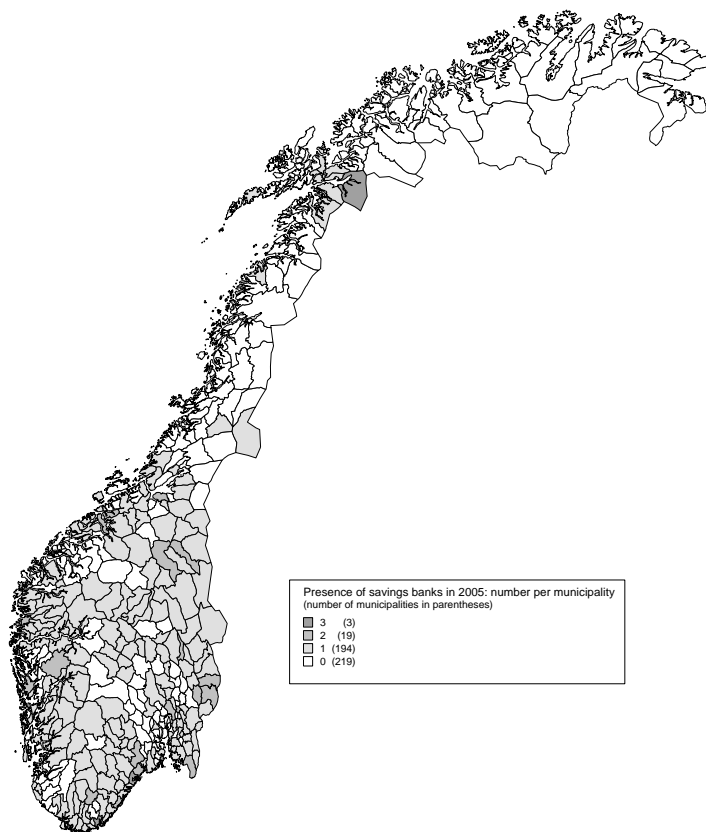 Presence of savings banks in 2005: number per municipality
(number of municipalities in parentheses)
3 (3)
2 (19)
1 (194)
0 (219)